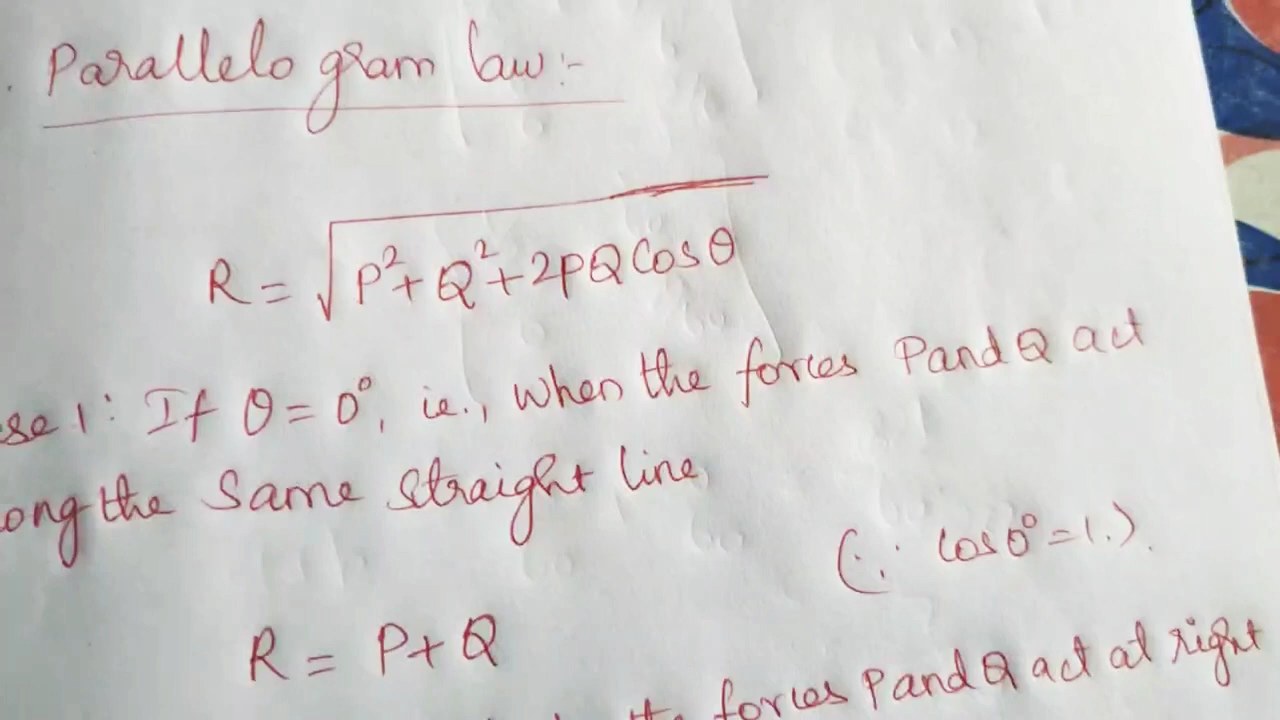 Parallelo gram law :-
R = √P²+Q²+2PQ Cos θ
se 1: If θ = 0°, ie., when the forces P and Q act
ong the same straight line
(∵ cos 0° = 1.).
R = P+Q
forces P and Q act at right